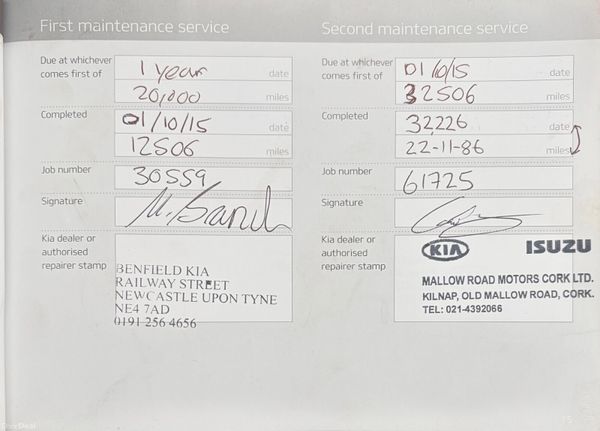 First maintenance service
Due at whichever comes first of
1 year date
20,000 miles
Completed
01/10/15 date
12506 miles
Job number
30559
Signature
Kia dealer or authorised repairer stamp
BENFIELD KIA
RAILWAY STREET
NEWCASTLE UPON TYNE
NE4 7AD
0191 256 4656
Second maintenance service
Due at whichever comes first of
01/10/15 date
32506 miles
Completed
32,226 date
22-11-86 miles
Job number
61725
Signature
Kia dealer or authorised repairer stamp
KIA ISUZU
MALLOW ROAD MOTORS CORK LTD.
KILNAP, OLD MALLOW ROAD, CORK.
TEL: 021-4392066
15
DoneDeal